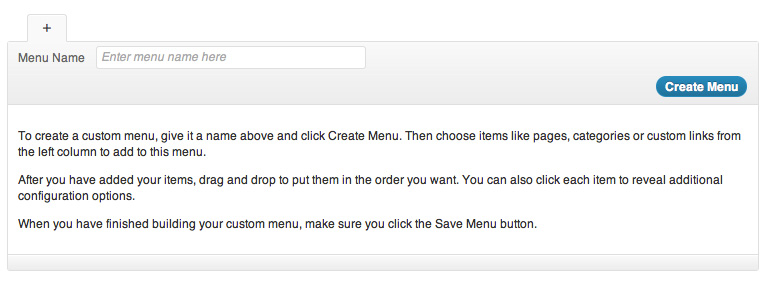 +
Menu Name Enter menu name here
Create Menu
To create a custom menu, give it a name above and click Create Menu. Then choose items like pages, categories or custom links from
the left column to add to this menu.
After you have added your items, drag and drop to put them in the order you want. You can also click each item to reveal additional
configuration options.
When you have finished building your custom menu, make sure you click the Save Menu button.